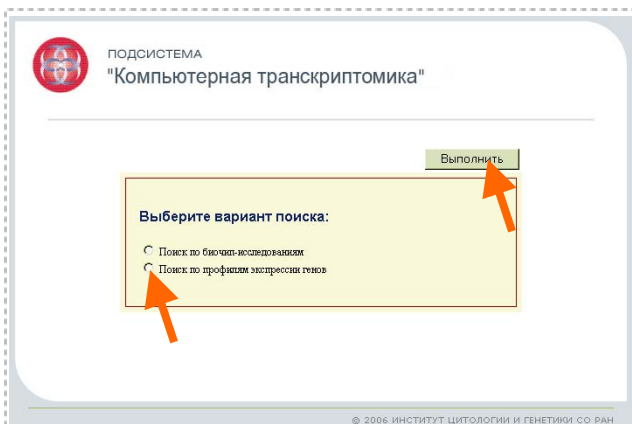 ПОДСИСТЕМА
"Компьютерная транскриптомика"
Выполнить
Выберите вариант поиска:
Поиск по биочип-исследованиям
Поиск по профилям экспрессии генов
© 2006 ИНСТИТУТ ЦИТОЛОГИИ И ГЕНЕТИКИ СО РАН